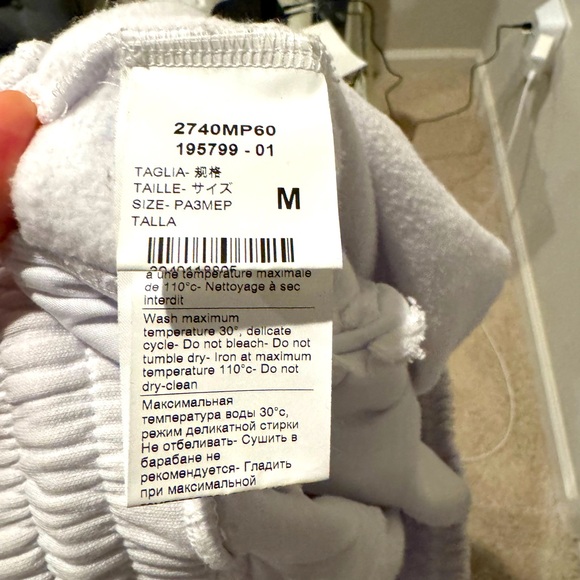 2740MP60
195799 - 01
TAGLIA- 规格
TAILLE- サイズ
SIZE- РАЗМЕР
TALLA
M
à une température maximale
de 110°c- Nettoyage à sec
interdit
Wash maximum
temperature 30°, delicate
cycle- Do not bleach- Do not
tumble dry- Iron at maximum
temperature 110°c- Do not
dry-clean
Максимальная
температура воды 30°с,
режим деликатной стирки
Не отбеливать- Сушить в
барабане не
рекомендуется- Гладить
при максимальной